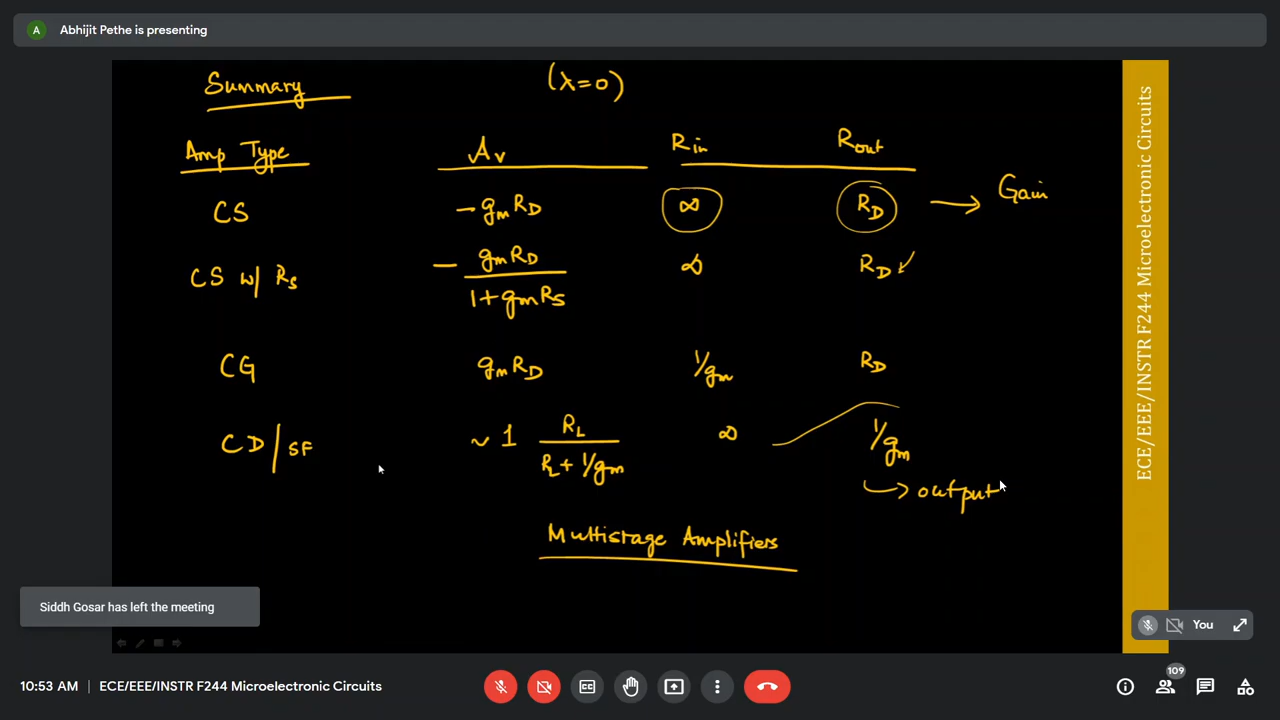 A Abhijit Pethe is presenting
Summary (λ=0)
Amp Type Av Rin Rout
CS -gmRD ∞ RD → Gain
CS w/ Rs - gmRD / 1+gmRs ∞ RD ✓
CG gmRD 1/gm RD
CD/SF ~1 RL / RL + 1/gm ∞ 1/gm
→ output
Multistage Amplifiers
ECE/EEE/INSTR F244 Microelectronic Circuits
Siddh Gosar has left the meeting
You
109
10:53 AM | ECE/EEE/INSTR F244 Microelectronic Circuits